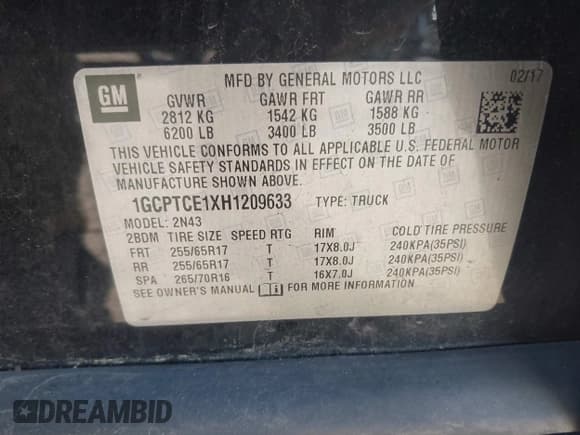 GM
MFD BY GENERAL MOTORS LLC 02/17
GVWR GAWR FRT GAWR RR
2812 KG 1542 KG 1588 KG
6200 LB 3400 LB 3500 LB
THIS VEHICLE CONFORMS TO ALL APPLICABLE U.S. FEDERAL MOTOR
VEHICLE SAFETY STANDARDS IN EFFECT ON THE DATE OF
MANUFACTURE SHOWN ABOVE.
1GCPTCE1XH1209633 TYPE: TRUCK
MODEL: 2N43
2BDM TIRE SIZE SPEED RTG RIM COLD TIRE PRESSURE
FRT 255/65R17 T 17X8.0J 240KPA(35PSI)
RR 255/65R17 T 17X8.0J 240KPA(35PSI)
SPA 265/70R16 T 16X7.0J 240KPA(35PSI)
SEE OWNER'S MANUAL FOR MORE INFORMATION
DREAMBID